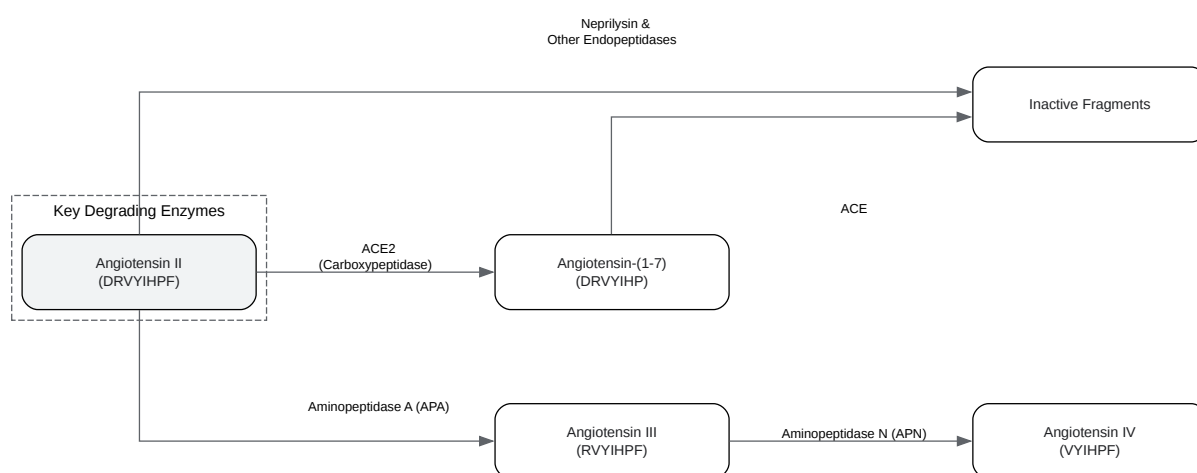 Neprilysin &
Other Endopeptidases
Inactive Fragments
Key Degrading Enzymes
ACE
ACE2
(Carboxypeptidase)
Angiotensin II
(DRVYIHPF)
Angiotensin-(1-7)
(DRVYIHP)
Aminopeptidase A (APA)
Angiotensin III
(RVYIHPF)
Aminopeptidase N (APN)
Angiotensin IV
(VYIHPF)